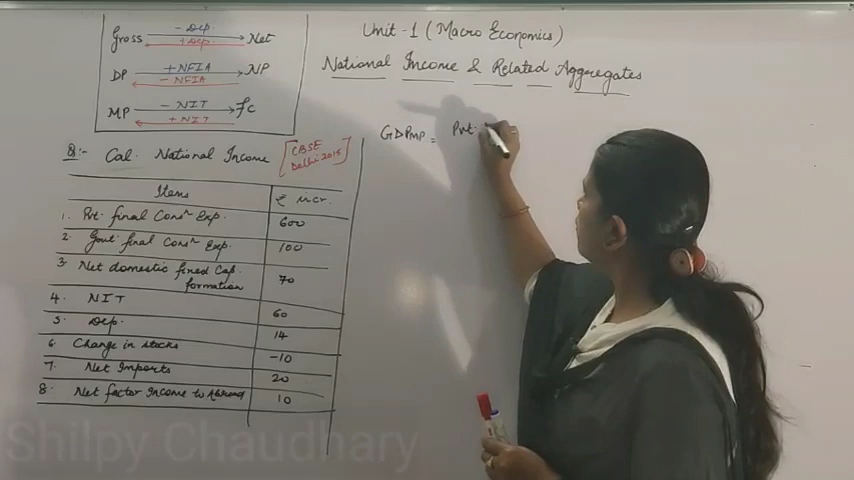 Gross - Dep. Net
+ Dep.
DP + NFIA NP
- NFIA
MP - NIT FC
+ NIT
Unit - 1 ( Macro Economics )
National Income & Related Aggregates
Q:- Cal. National Income [CBSE
Delhi 2015]
Items ₹ in cr.
1. Pvt. final Consⁿ Exp. 600
2. Govt final Consⁿ Exp. 100
3. Net domestic fixed Cap. formation 70
4. NIT 60
5. Dep. 14
6. Change in stocks -10
7. Net Imports 20
8. Net factor Income to Abroad 10
GDPMP = Pvt.
Shilpy Chaudhary